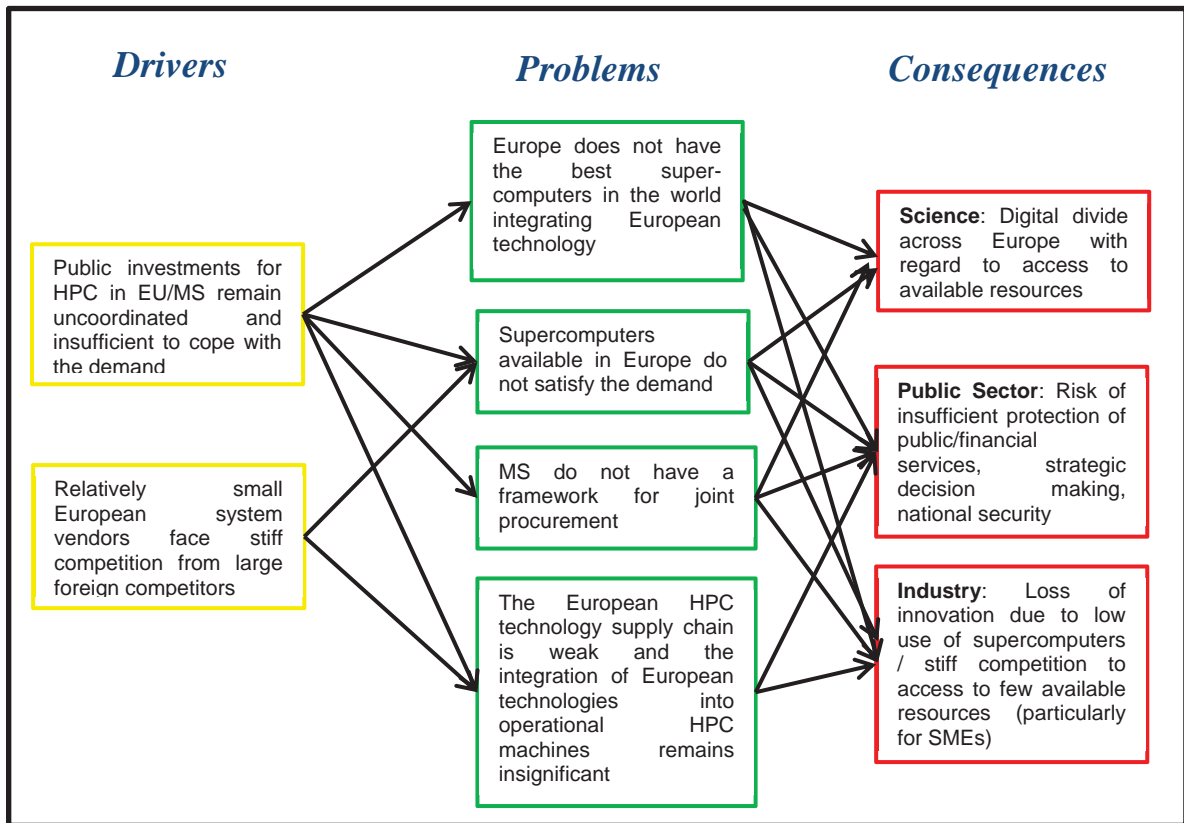 Drivers
Problems
Consequences
Public investments for
HPC in EU/MS remain
uncoordinated and
insufficient to cope with
the demand
Relatively small
European system
vendors face stiff
competition from large
foreign competitors
Europe does not have
the best super-
computers in the world
integrating European
technology
Supercomputers
available in Europe do
not satisfy the demand
MS do not have a
framework for joint
procurement
The European HPC
technology supply chain
is weak and the
integration of European
technologies into
operational HPC
machines remains
insignificant
Science: Digital divide
across Europe with
regard to access to
available resources
Public Sector: Risk of
insufficient protection of
public/financial
services, strategic
decision making,
national security
Industry: Loss of
innovation due to low
use of supercomputers
/ stiff competition to
access to few available
resources (particularly
for SMEs)